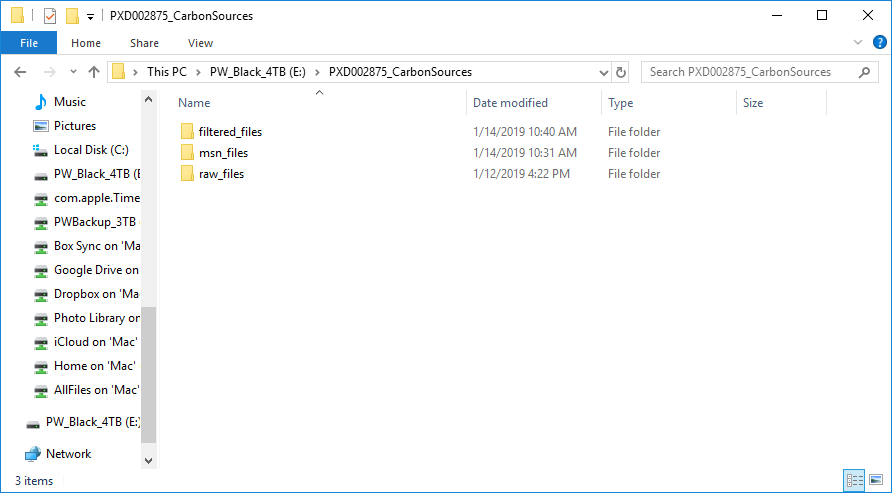 PXD002875_CarbonSources
File Home Share View
This PC PW_Black_4TB (E:) PXD002875_CarbonSources Search PXD002875_CarbonSources
Music
Pictures
Local Disk (C:)
PW_Black_4TB (E
com.apple.Time
PWBackup_3TB
Box Sync on 'Ma
Google Drive on
Dropbox on 'Mac
Photo Library on
iCloud on 'Mac'
Home on 'Mac'
AllFiles on 'Mac'
PW_Black_4TB (E:)
Network
Name Date modified Type Size
filtered_files 1/14/2019 10:40 AM File folder
msn_files 1/14/2019 10:31 AM File folder
raw_files 1/12/2019 4:22 PM File folder
3 items